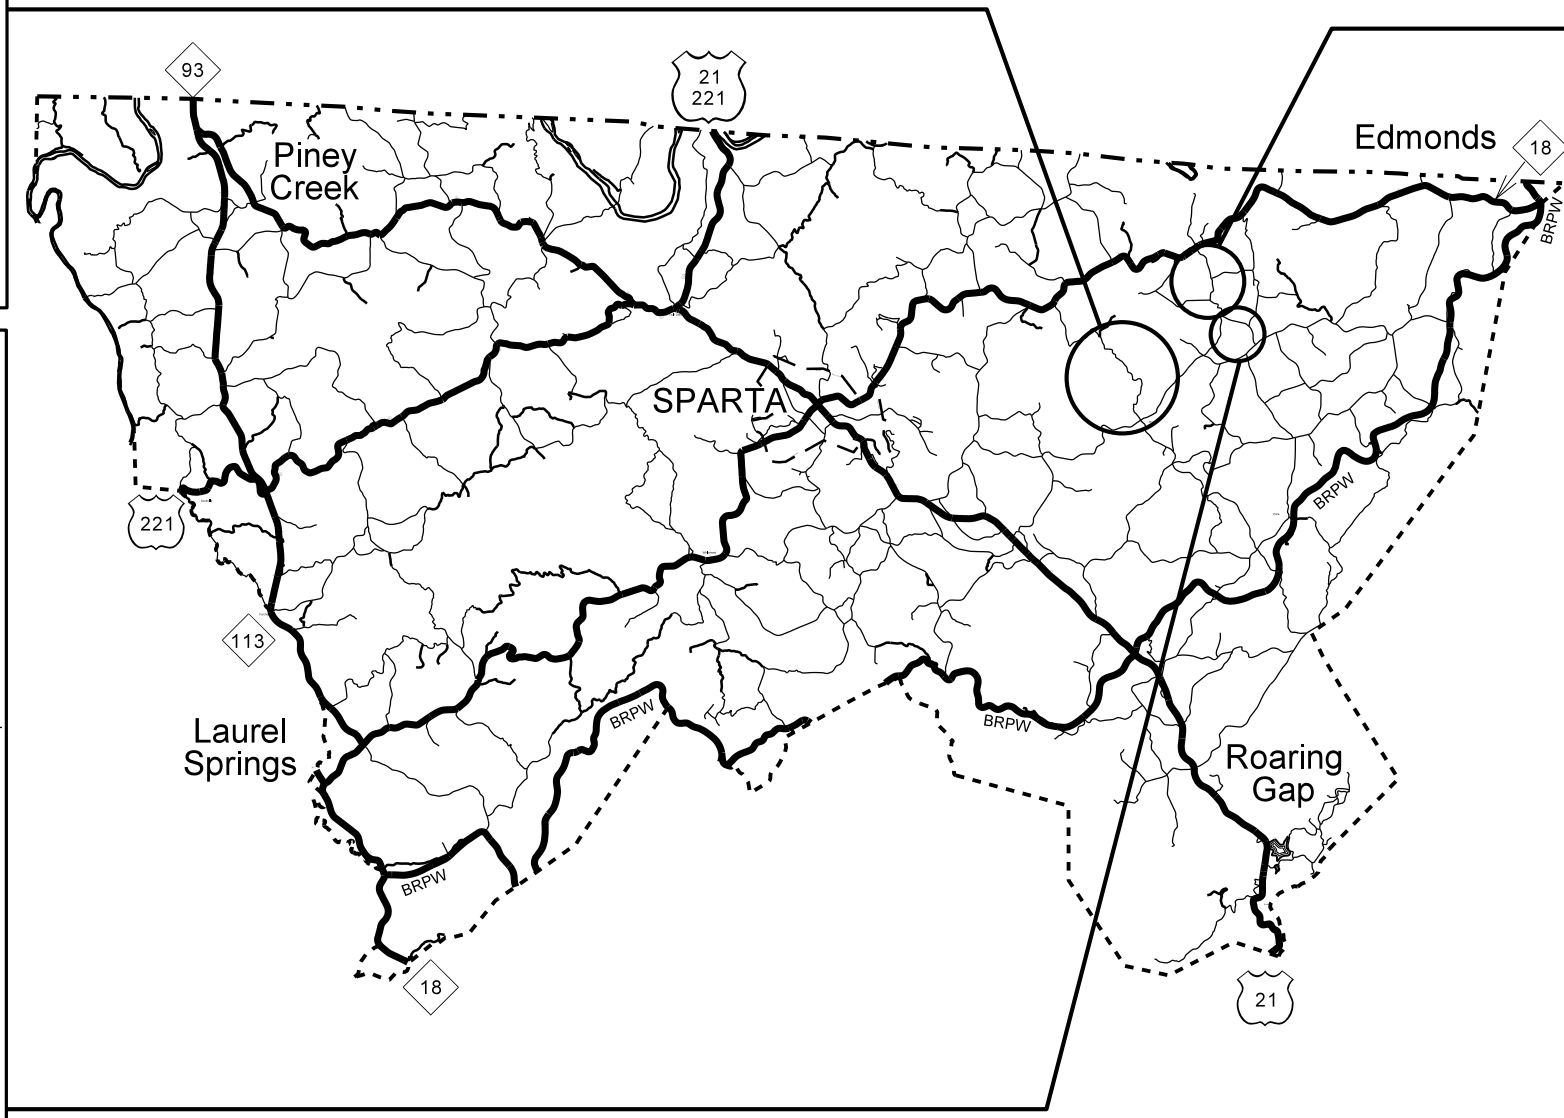 93
21
221
Edmonds
18
Piney
Creek
BRPW
SPARTA
BRPW
221
113
Laurel
Springs
BRPW
BRPW
Roaring
Gap
BRPW
18
21